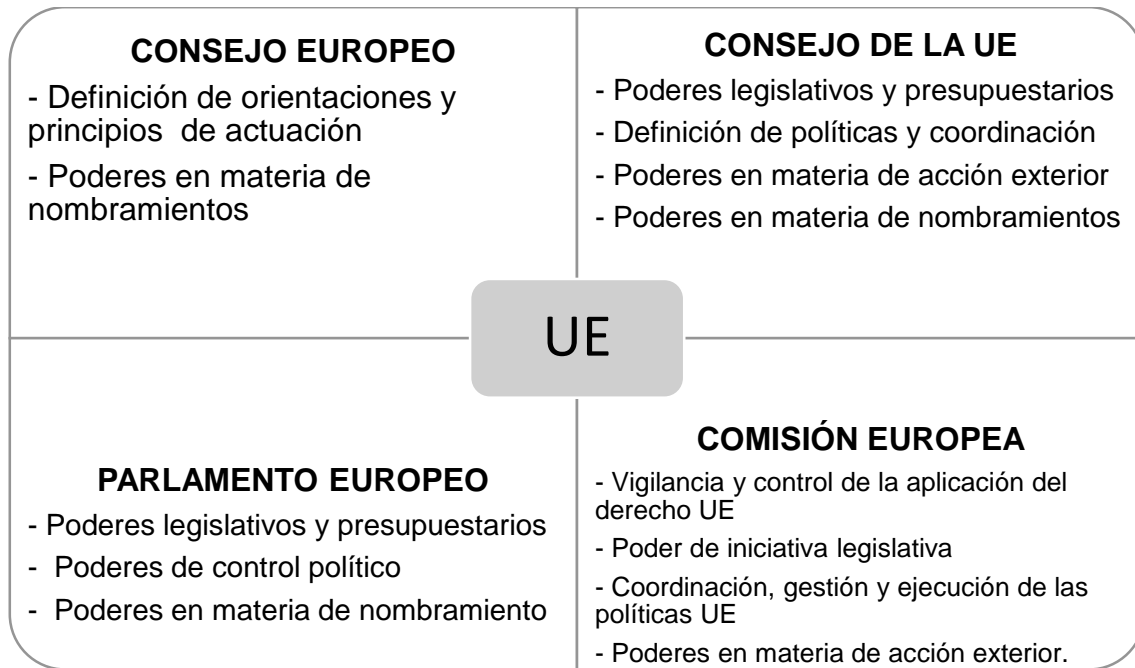 CONSEJO EUROPEO
- Definición de orientaciones y
principios de actuación
- Poderes en materia de
nombramientos
CONSEJO DE LA UE
- Poderes legislativos y presupuestarios
- Definición de políticas y coordinación
- Poderes en materia de acción exterior
- Poderes en materia de nombramientos
UE
PARLAMENTO EUROPEO
- Poderes legislativos y presupuestarios
- Poderes de control político
- Poderes en materia de nombramiento
COMISIÓN EUROPEA
- Vigilancia y control de la aplicación del
derecho UE
- Poder de iniciativa legislativa
- Coordinación, gestión y ejecución de las
políticas UE
- Poderes en materia de acción exterior.